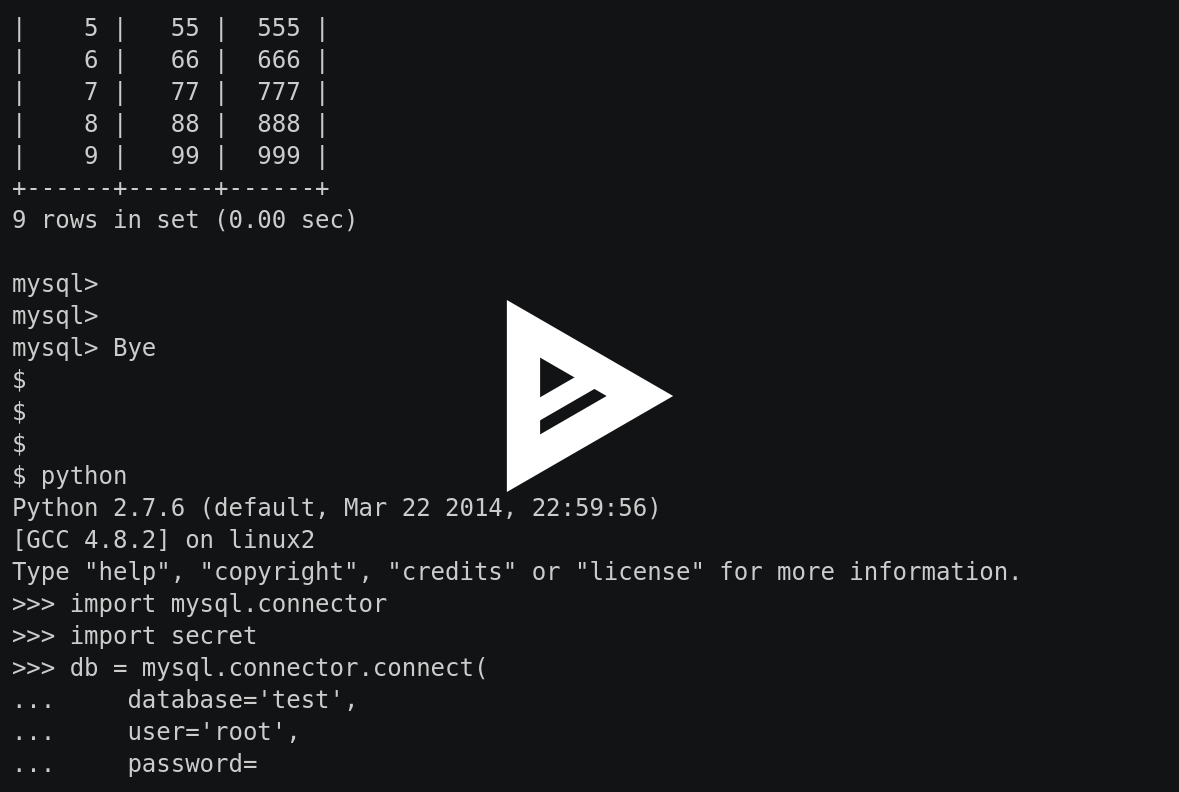 |    5 |   55 |  555 |
|    6 |   66 |  666 |
|    7 |   77 |  777 |
|    8 |   88 |  888 |
|    9 |   99 |  999 |
+------+------+------+
9 rows in set (0.00 sec)
mysql>
mysql>
mysql> Bye
$
$
$
$ python
Python 2.7.6 (default, Mar 22 2014, 22:59:56)
[GCC 4.8.2] on linux2
Type "help", "copyright", "credits" or "license" for more information.
>>> import mysql.connector
>>> import secret
>>> db = mysql.connector.connect(
...     database='test',
...     user='root',
...     password=